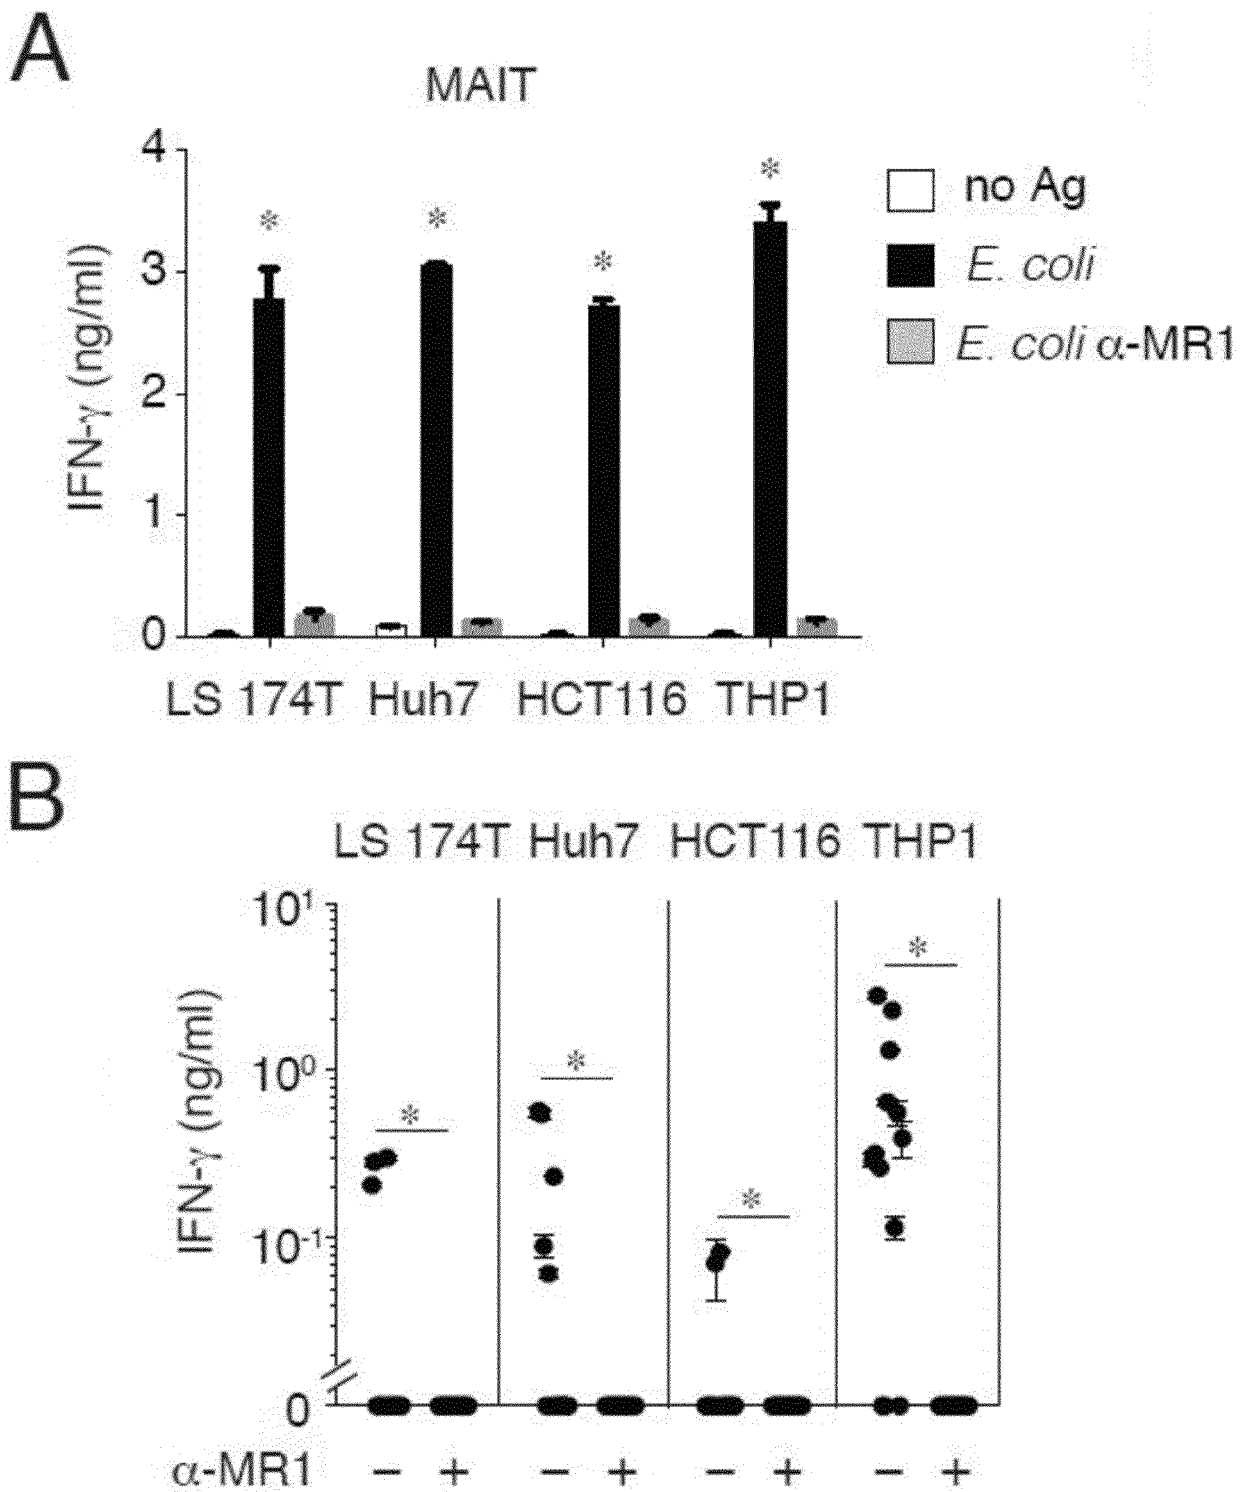 A
MAIT
4
3
2
1
0
IFN-γ (ng/ml)
* * * *
no Ag
E. coli
E. coli α-MR1
LS 174T Huh7 HCT116 THP1
B
LS 174T Huh7 HCT116 THP1
10¹
10⁰
10⁻¹
0
IFN-γ (ng/ml)
* * * *
α-MR1 − + − + − + − +